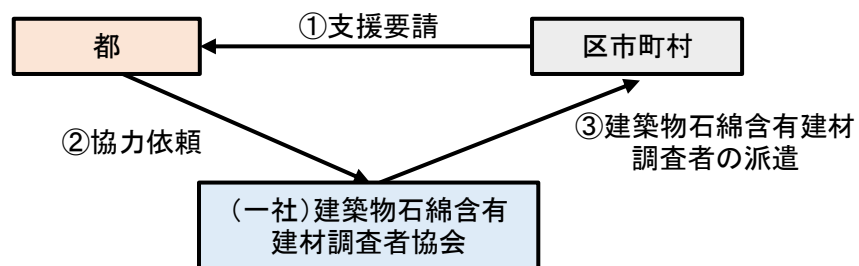 ①支援要請
都
区市町村
②協力依頼
③建築物石綿含有建材
調査者の派遣
（一社）建築物石綿含有
建材調査者協会